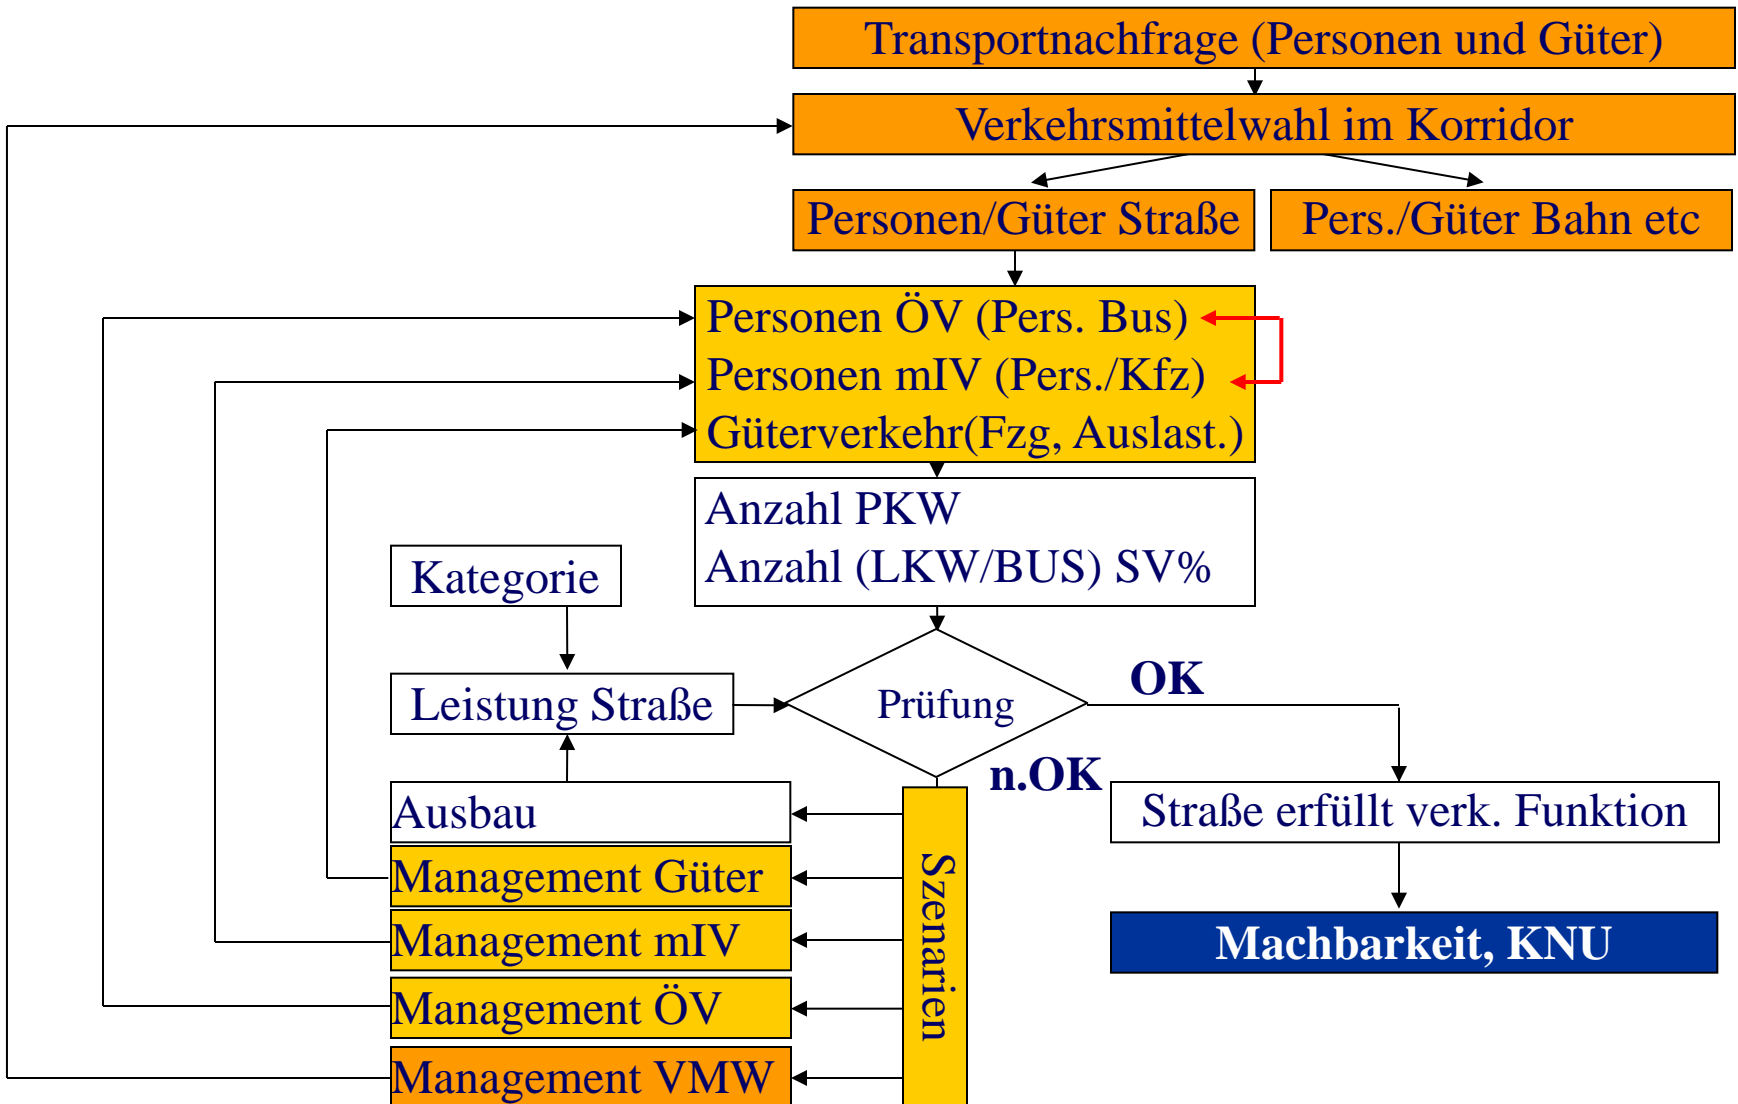 Transportnachfrage (Personen und Güter)
Verkehrsmittelwahl im Korridor
Personen/Güter Straße
Pers./Güter Bahn etc
Personen ÖV (Pers. Bus)
Personen mIV (Pers./Kfz)
Güterverkehr(Fzg, Auslast.)
Anzahl PKW
Anzahl (LKW/BUS) SV%
Kategorie
Leistung Straße
Prüfung
OK
n.OK
Ausbau
Management Güter
Management mIV
Management ÖV
Management VMW
Szenarien
Straße erfüllt verk. Funktion
Machbarkeit, KNU